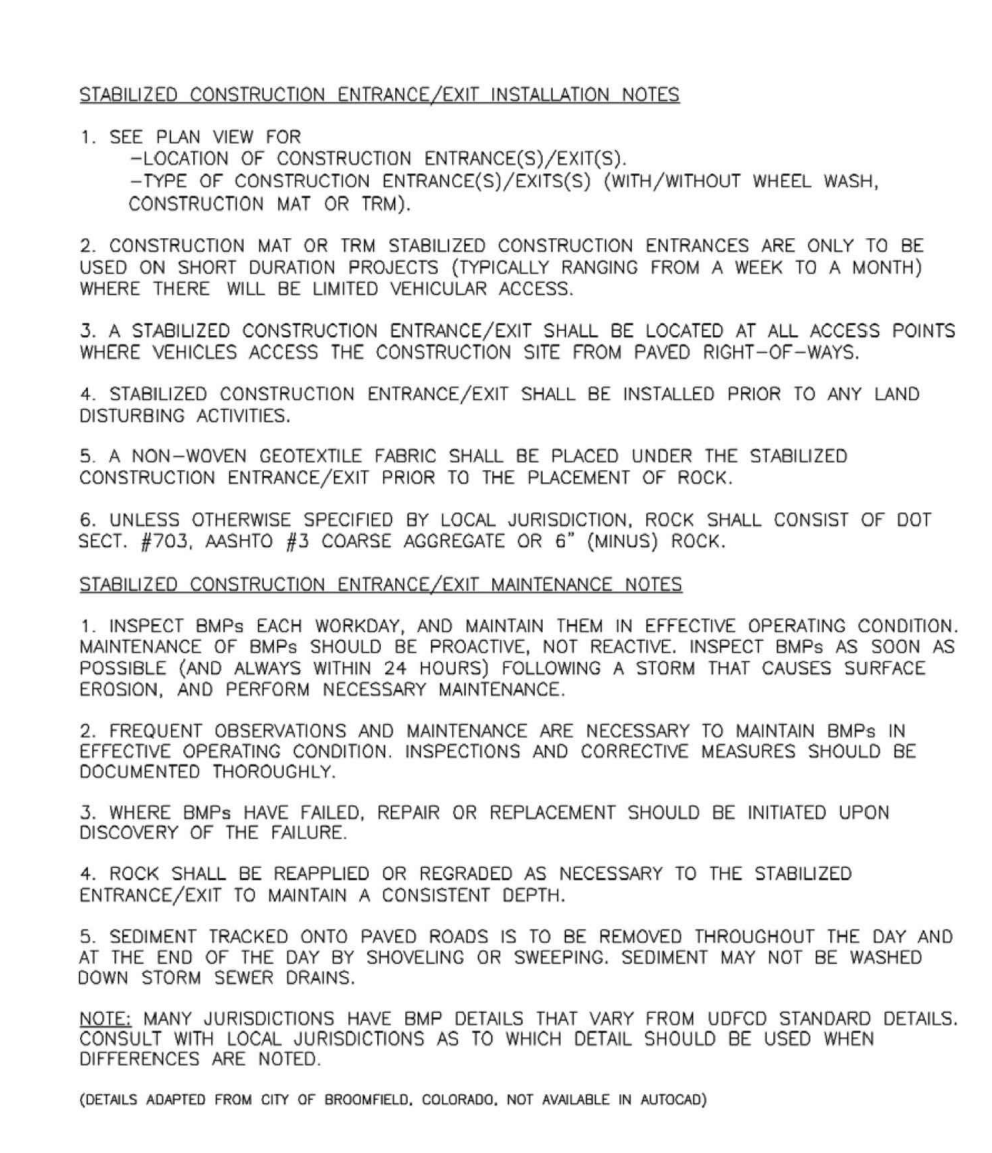 STABILIZED CONSTRUCTION ENTRANCE/EXIT INSTALLATION NOTES
1. SEE PLAN VIEW FOR
-LOCATION OF CONSTRUCTION ENTRANCE(S)/EXIT(S).
-TYPE OF CONSTRUCTION ENTRANCE(S)/EXITS(S) (WITH/WITHOUT WHEEL WASH,
CONSTRUCTION MAT OR TRM).
2. CONSTRUCTION MAT OR TRM STABILIZED CONSTRUCTION ENTRANCES ARE ONLY TO BE
USED ON SHORT DURATION PROJECTS (TYPICALLY RANGING FROM A WEEK TO A MONTH)
WHERE THERE WILL BE LIMITED VEHICULAR ACCESS.
3. A STABILIZED CONSTRUCTION ENTRANCE/EXIT SHALL BE LOCATED AT ALL ACCESS POINTS
WHERE VEHICLES ACCESS THE CONSTRUCTION SITE FROM PAVED RIGHT-OF-WAYS.
4. STABILIZED CONSTRUCTION ENTRANCE/EXIT SHALL BE INSTALLED PRIOR TO ANY LAND
DISTURBING ACTIVITIES.
5. A NON-WOVEN GEOTEXTILE FABRIC SHALL BE PLACED UNDER THE STABILIZED
CONSTRUCTION ENTRANCE/EXIT PRIOR TO THE PLACEMENT OF ROCK.
6. UNLESS OTHERWISE SPECIFIED BY LOCAL JURISDICTION, ROCK SHALL CONSIST OF DOT
SECT. #703, AASHTO #3 COARSE AGGREGATE OR 6" (MINUS) ROCK.
STABILIZED CONSTRUCTION ENTRANCE/EXIT MAINTENANCE NOTES
1. INSPECT BMPs EACH WORKDAY, AND MAINTAIN THEM IN EFFECTIVE OPERATING CONDITION.
MAINTENANCE OF BMPs SHOULD BE PROACTIVE, NOT REACTIVE. INSPECT BMPs AS SOON AS
POSSIBLE (AND ALWAYS WITHIN 24 HOURS) FOLLOWING A STORM THAT CAUSES SURFACE
EROSION, AND PERFORM NECESSARY MAINTENANCE.
2. FREQUENT OBSERVATIONS AND MAINTENANCE ARE NECESSARY TO MAINTAIN BMPs IN
EFFECTIVE OPERATING CONDITION. INSPECTIONS AND CORRECTIVE MEASURES SHOULD BE
DOCUMENTED THOROUGHLY.
3. WHERE BMPs HAVE FAILED, REPAIR OR REPLACEMENT SHOULD BE INITIATED UPON
DISCOVERY OF THE FAILURE.
4. ROCK SHALL BE REAPPLIED OR REGRADED AS NECESSARY TO THE STABILIZED
ENTRANCE/EXIT TO MAINTAIN A CONSISTENT DEPTH.
5. SEDIMENT TRACKED ONTO PAVED ROADS IS TO BE REMOVED THROUGHOUT THE DAY AND
AT THE END OF THE DAY BY SHOVELING OR SWEEPING. SEDIMENT MAY NOT BE WASHED
DOWN STORM SEWER DRAINS.
NOTE: MANY JURISDICTIONS HAVE BMP DETAILS THAT VARY FROM UDFCD STANDARD DETAILS.
CONSULT WITH LOCAL JURISDICTIONS AS TO WHICH DETAIL SHOULD BE USED WHEN
DIFFERENCES ARE NOTED.
(DETAILS ADAPTED FROM CITY OF BROOMFIELD, COLORADO, NOT AVAILABLE IN AUTOCAD)